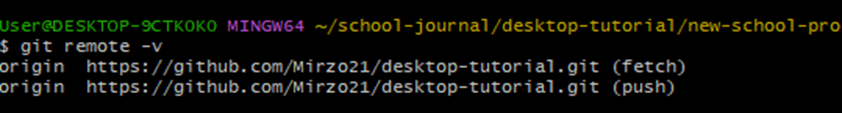 User@DESKTOP-9CTKOKO MINGW64 ~/school-journal/desktop-tutorial/new-school-pro
$ git remote -v
origin  https://github.com/Mirzo21/desktop-tutorial.git (fetch)
origin  https://github.com/Mirzo21/desktop-tutorial.git (push)